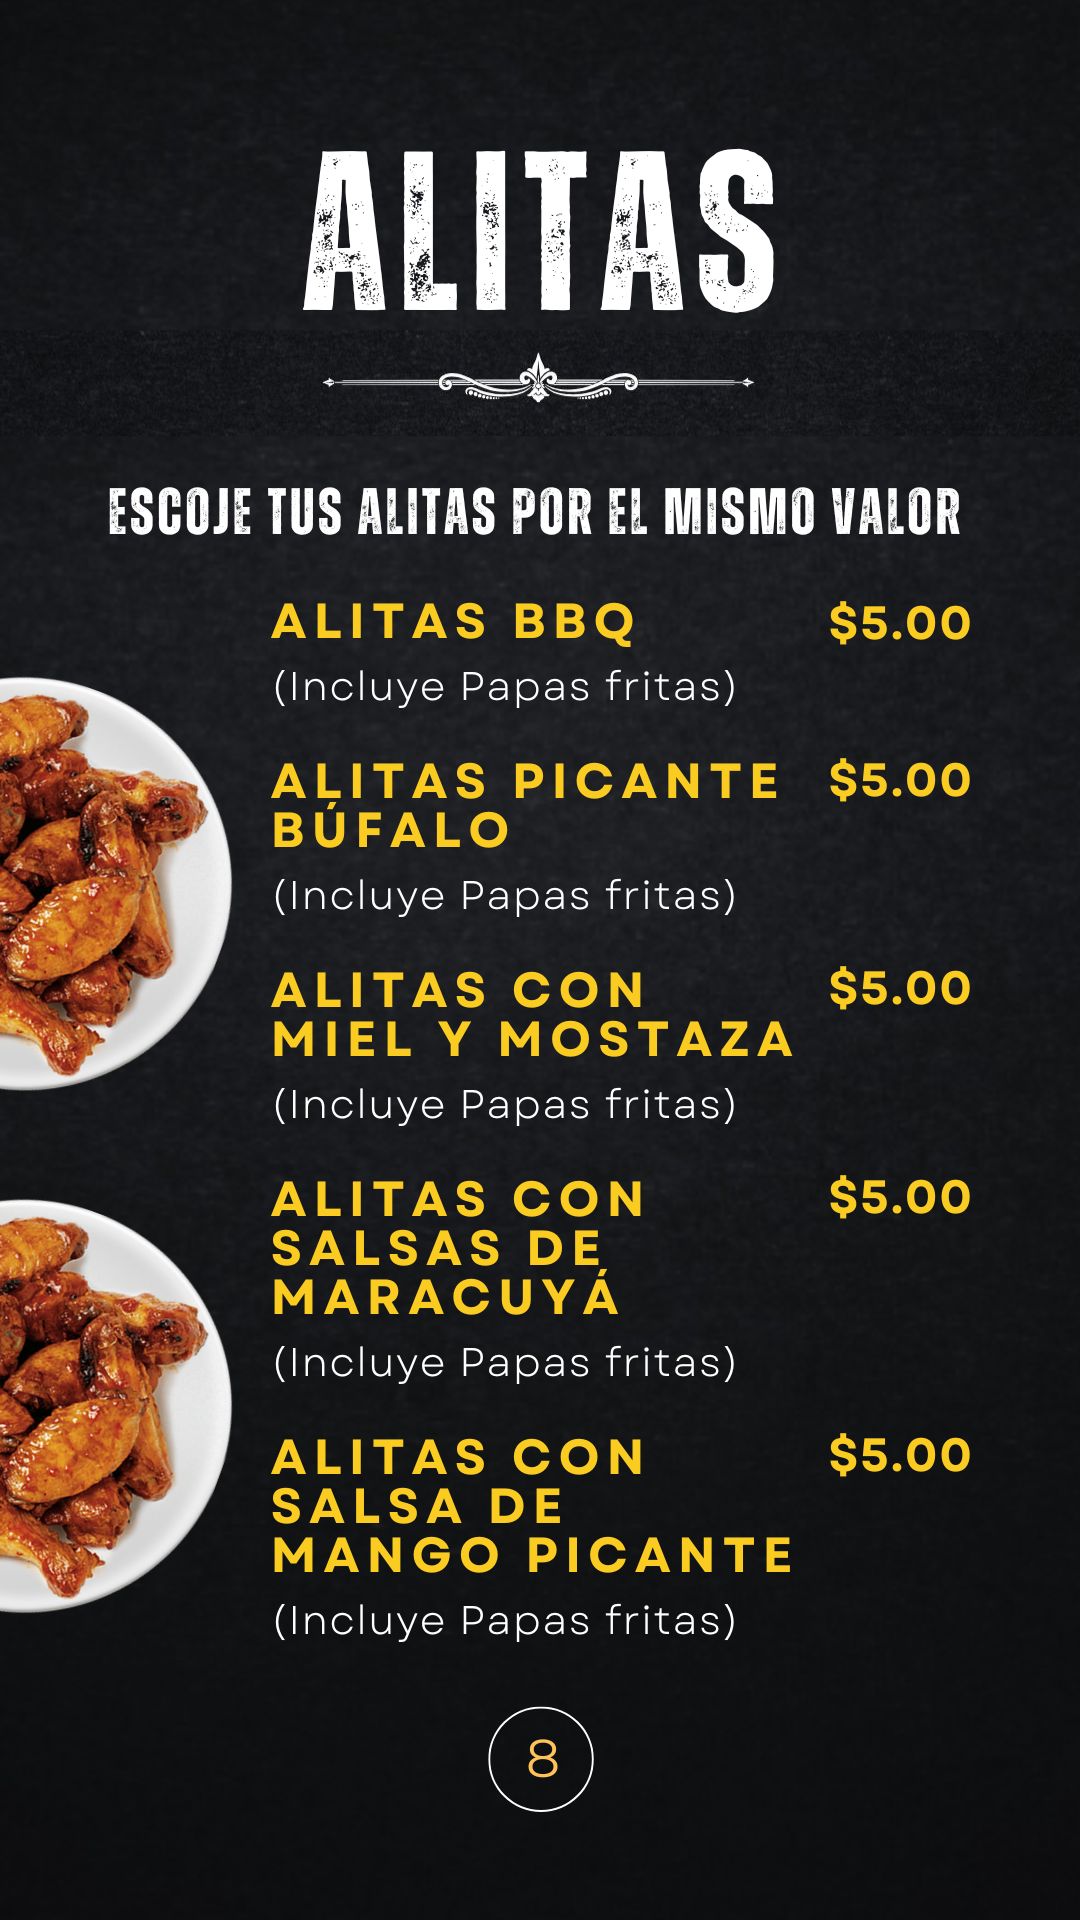 ALITAS
ESCOJE TUS ALITAS POR EL MISMO VALOR
ALITAS BBQ $5.00
(Incluye Papas fritas)
ALITAS PICANTE $5.00
BÚFALO
(Incluye Papas fritas)
ALITAS CON $5.00
MIEL Y MOSTAZA
(Incluye Papas fritas)
ALITAS CON $5.00
SALSAS DE
MARACUYÁ
(Incluye Papas fritas)
ALITAS CON $5.00
SALSA DE
MANGO PICANTE
(Incluye Papas fritas)
8